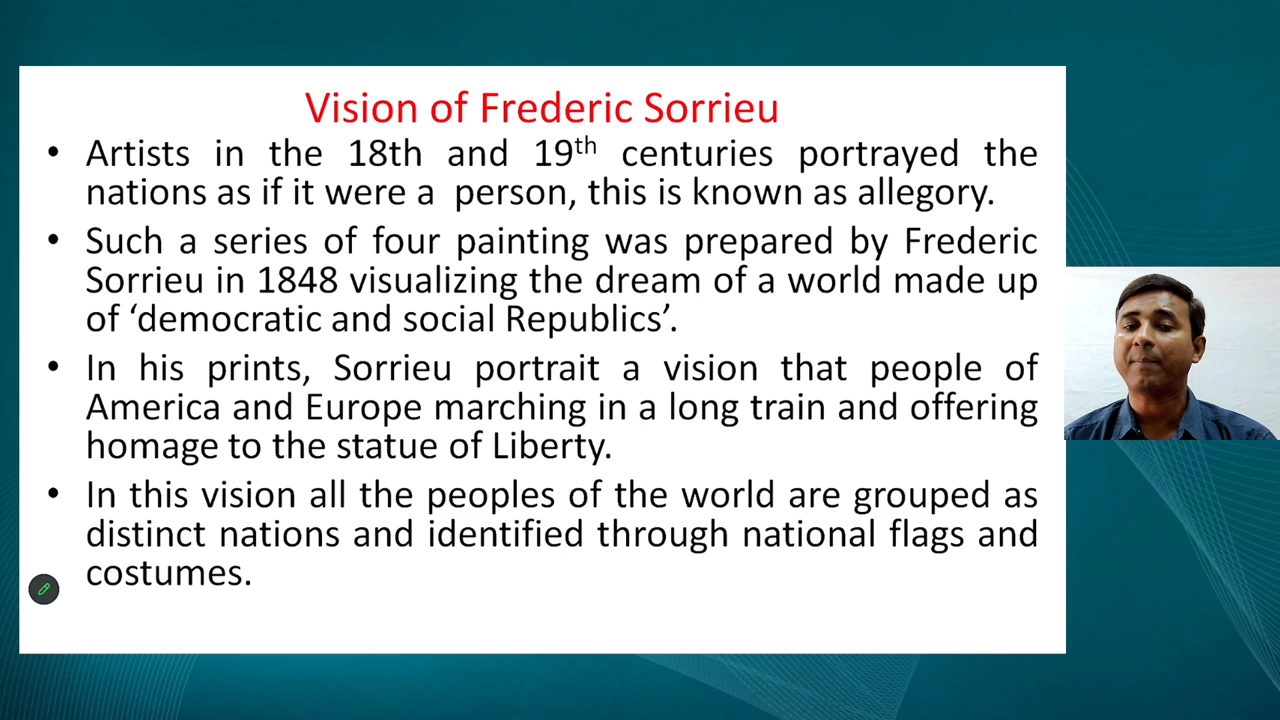 Vision of Frederic Sorrieu
• Artists in the 18th and 19th centuries portrayed the
nations as if it were a person, this is known as allegory.
• Such a series of four painting was prepared by Frederic
Sorrieu in 1848 visualizing the dream of a world made up
of ‘democratic and social Republics’.
• In his prints, Sorrieu portrait a vision that people of
America and Europe marching in a long train and offering
homage to the statue of Liberty.
• In this vision all the peoples of the world are grouped as
distinct nations and identified through national flags and
costumes.